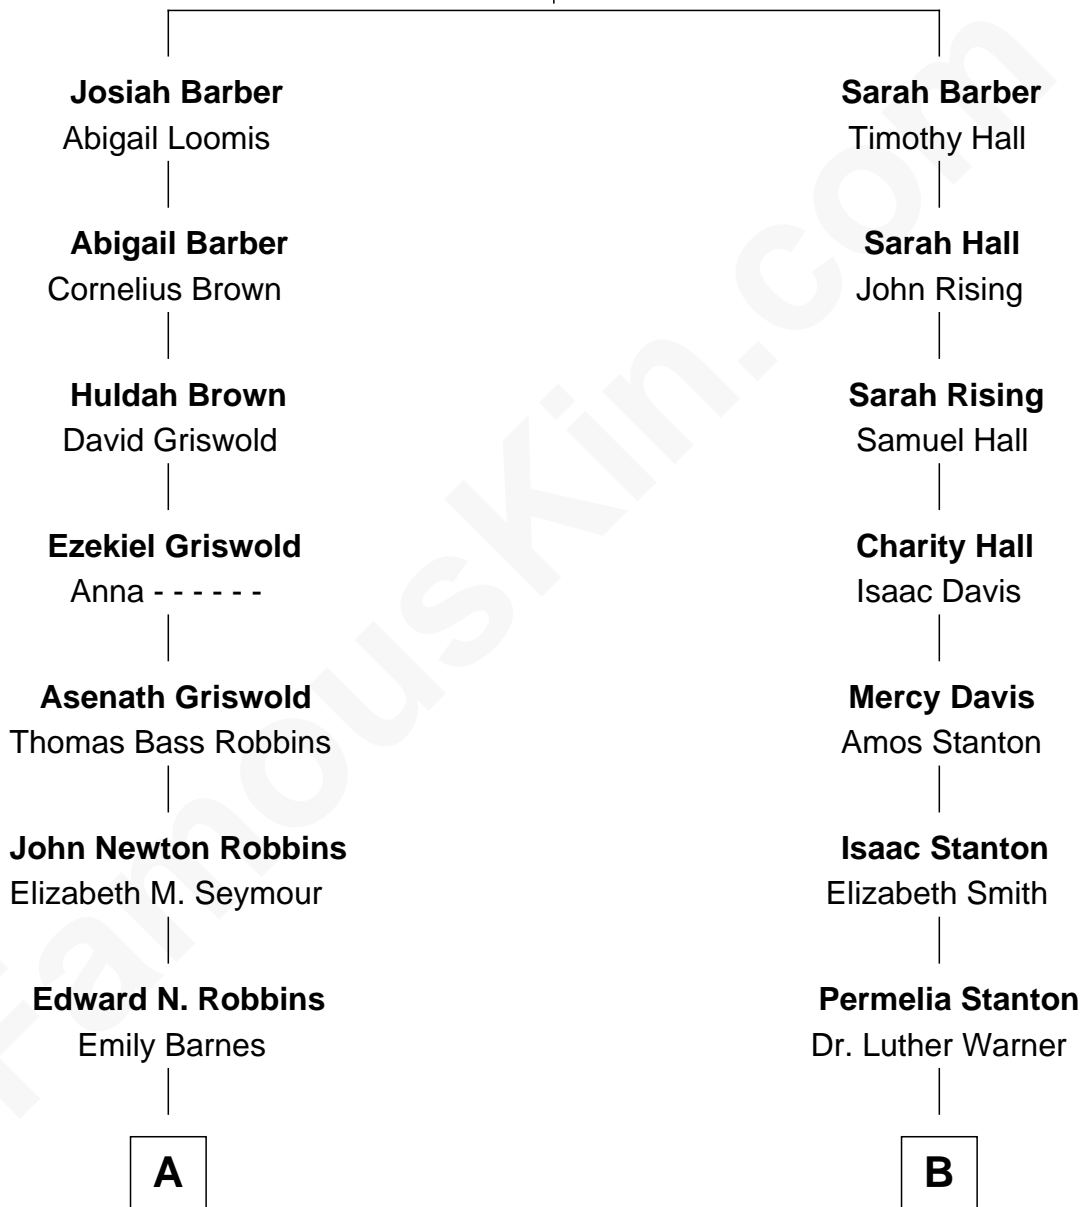 Josiah Barber
Abigail Loomis
Abigail Barber
Cornelius Brown
Huldah Brown
David Griswold
Ezekiel Griswold
Anna - - - - - -
Asenath Griswold
Thomas Bass Robbins
John Newton Robbins
Elizabeth M. Seymour
Edward N. Robbins
Emily Barnes
A
Sarah Barber
Timothy Hall
Sarah Hall
John Rising
Sarah Rising
Samuel Hall
Charity Hall
Isaac Davis
Mercy Davis
Amos Stanton
Isaac Stanton
Elizabeth Smith
Permelia Stanton
Dr. Luther Warner
B
FamousKin.com